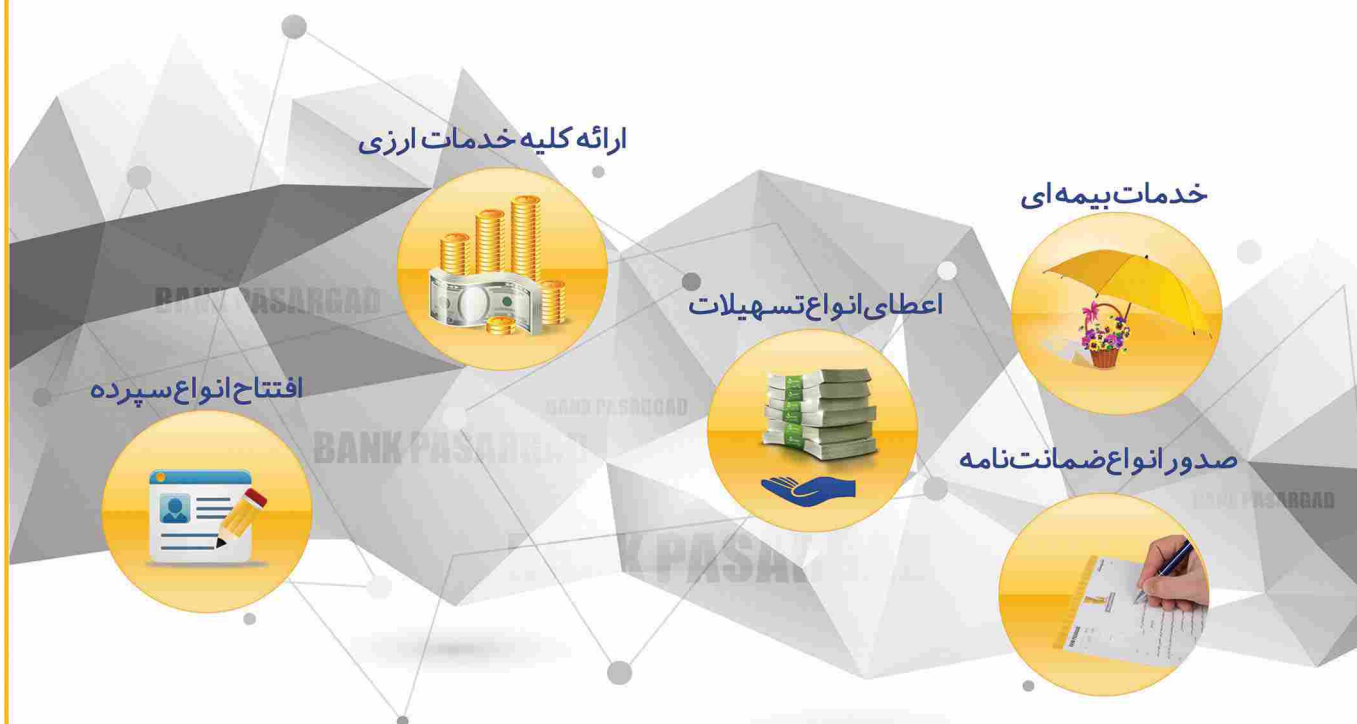 ارائه کلیه خدمات ارزی
خدمات بیمه ای
اعطای انواع تسهیلات
افتتاح انواع سپرده
صدور انواع ضمانت نامه
BANK PASARGAD
BANK PASARGAD
BANK PASARGAD
BANK PASARGAD